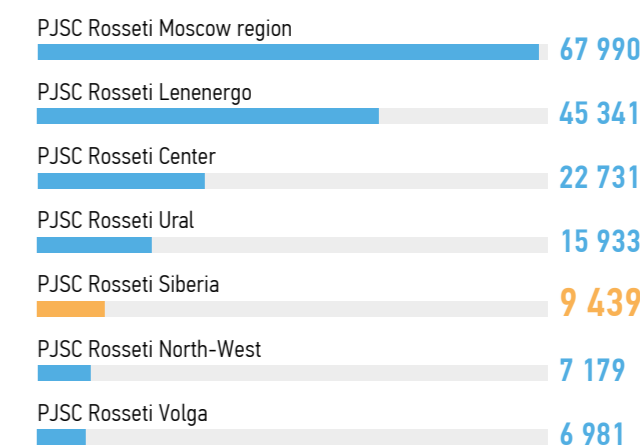 PJSC Rosseti Moscow region
67 990
PJSC Rosseti Lenenergo
45 341
PJSC Rosseti Center
22 731
PJSC Rosseti Ural
15 933
PJSC Rosseti Siberia
9 439
PJSC Rosseti North-West
7 179
PJSC Rosseti Volga
6 981